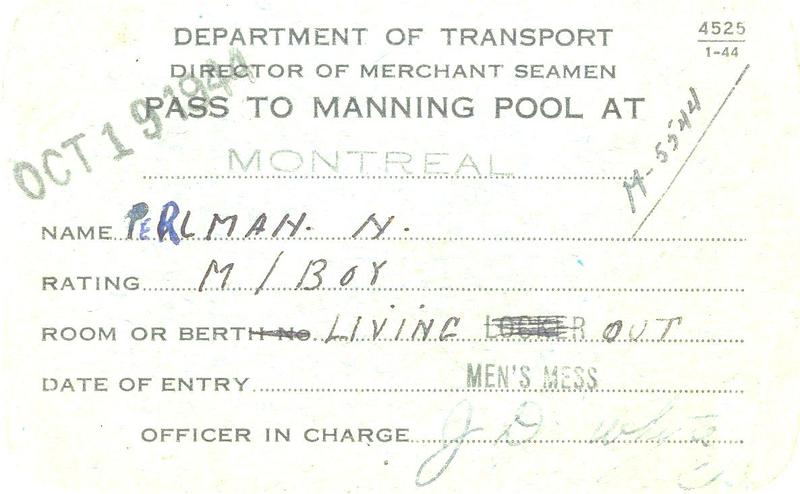 4525
1-44
DEPARTMENT OF TRANSPORT
DIRECTOR OF MERCHANT SEAMEN
PASS TO MANNING POOL AT
OCT 19 1944
MONTREAL
M-5544
NAME PERLMAN. N.
RATING M/BOY
ROOM OR BERTH NO LIVING LOCKER OUT
DATE OF ENTRY MEN'S MESS
OFFICER IN CHARGE J D White